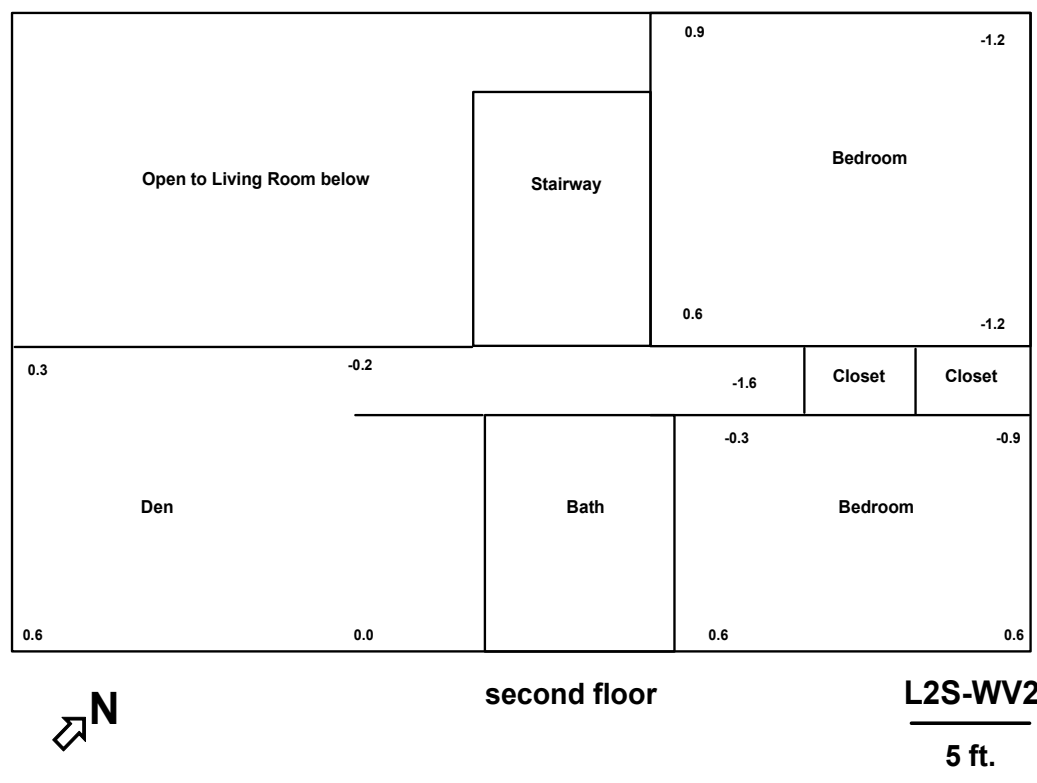 0.9 -1.2
Bedroom
Open to Living Room below Stairway
0.6 -1.2
0.3 -0.2 -1.6 Closet Closet
-0.3 -0.9
Den Bath Bedroom
0.6 0.0 0.6 0.6
second floor L2S-WV2
N
5 ft.